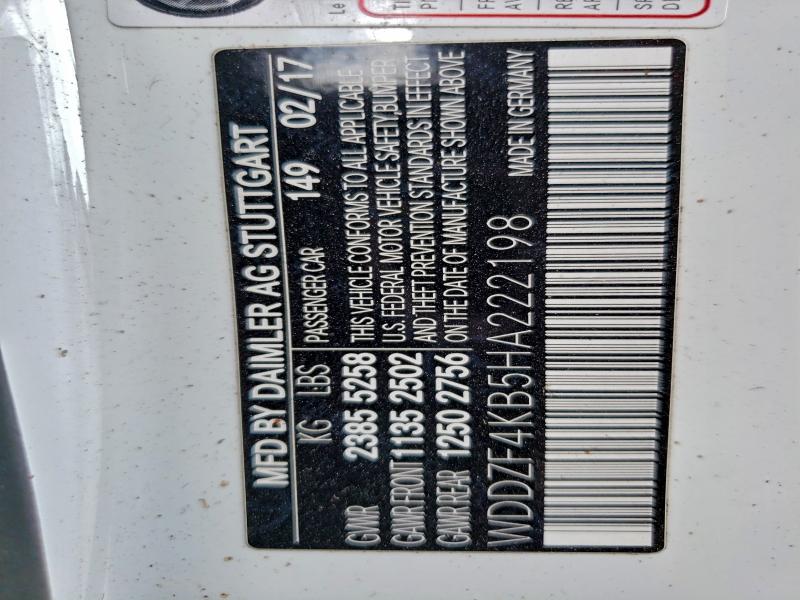 MFD BY DAIMLER AG STUTTGART
KG LBS PASSENGER CAR 149 02/17
GVWR 2385 5258 THIS VEHICLE CONFORMS TO ALL APPLICABLE
GAWR FRONT 1135 2502 U.S. FEDERAL MOTOR VEHICLE SAFETY, BUMPER
GAWR REAR 1250 2756 AND THEFT PREVENTION STANDARDS IN EFFECT
ON THE DATE OF MANUFACTURE SHOWN ABOVE
WDDZF4KB5HA222198 MADE IN GERMANY
Le